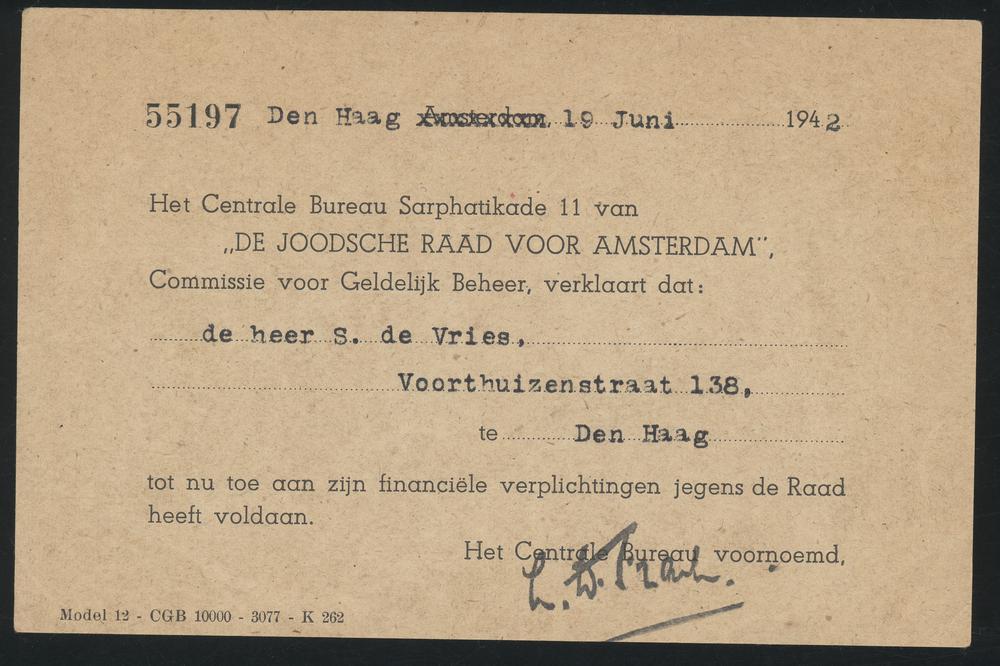 55197 Den Haag Amsterdam, 19 Juni 1942
Het Centrale Bureau Sarphatikade 11 van
„DE JOODSCHE RAAD VOOR AMSTERDAM”,
Commissie voor Geldelijk Beheer, verklaart dat:
de heer S. de Vries,
Voorthuizenstraat 138,
te Den Haag
tot nu toe aan zijn financiële verplichtingen jegens de Raad
heeft voldaan.
Het Centrale Bureau voornoemd,
Model 12 - CGB 10000 - 3077 - K 262